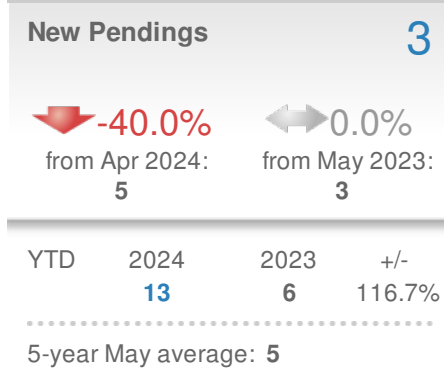 New Pendings 3
-40.0% 0.0%
from Apr 2024: from May 2023:
5 3
YTD 2024 2023 +/-
13 6 116.7%
5-year May average: 5